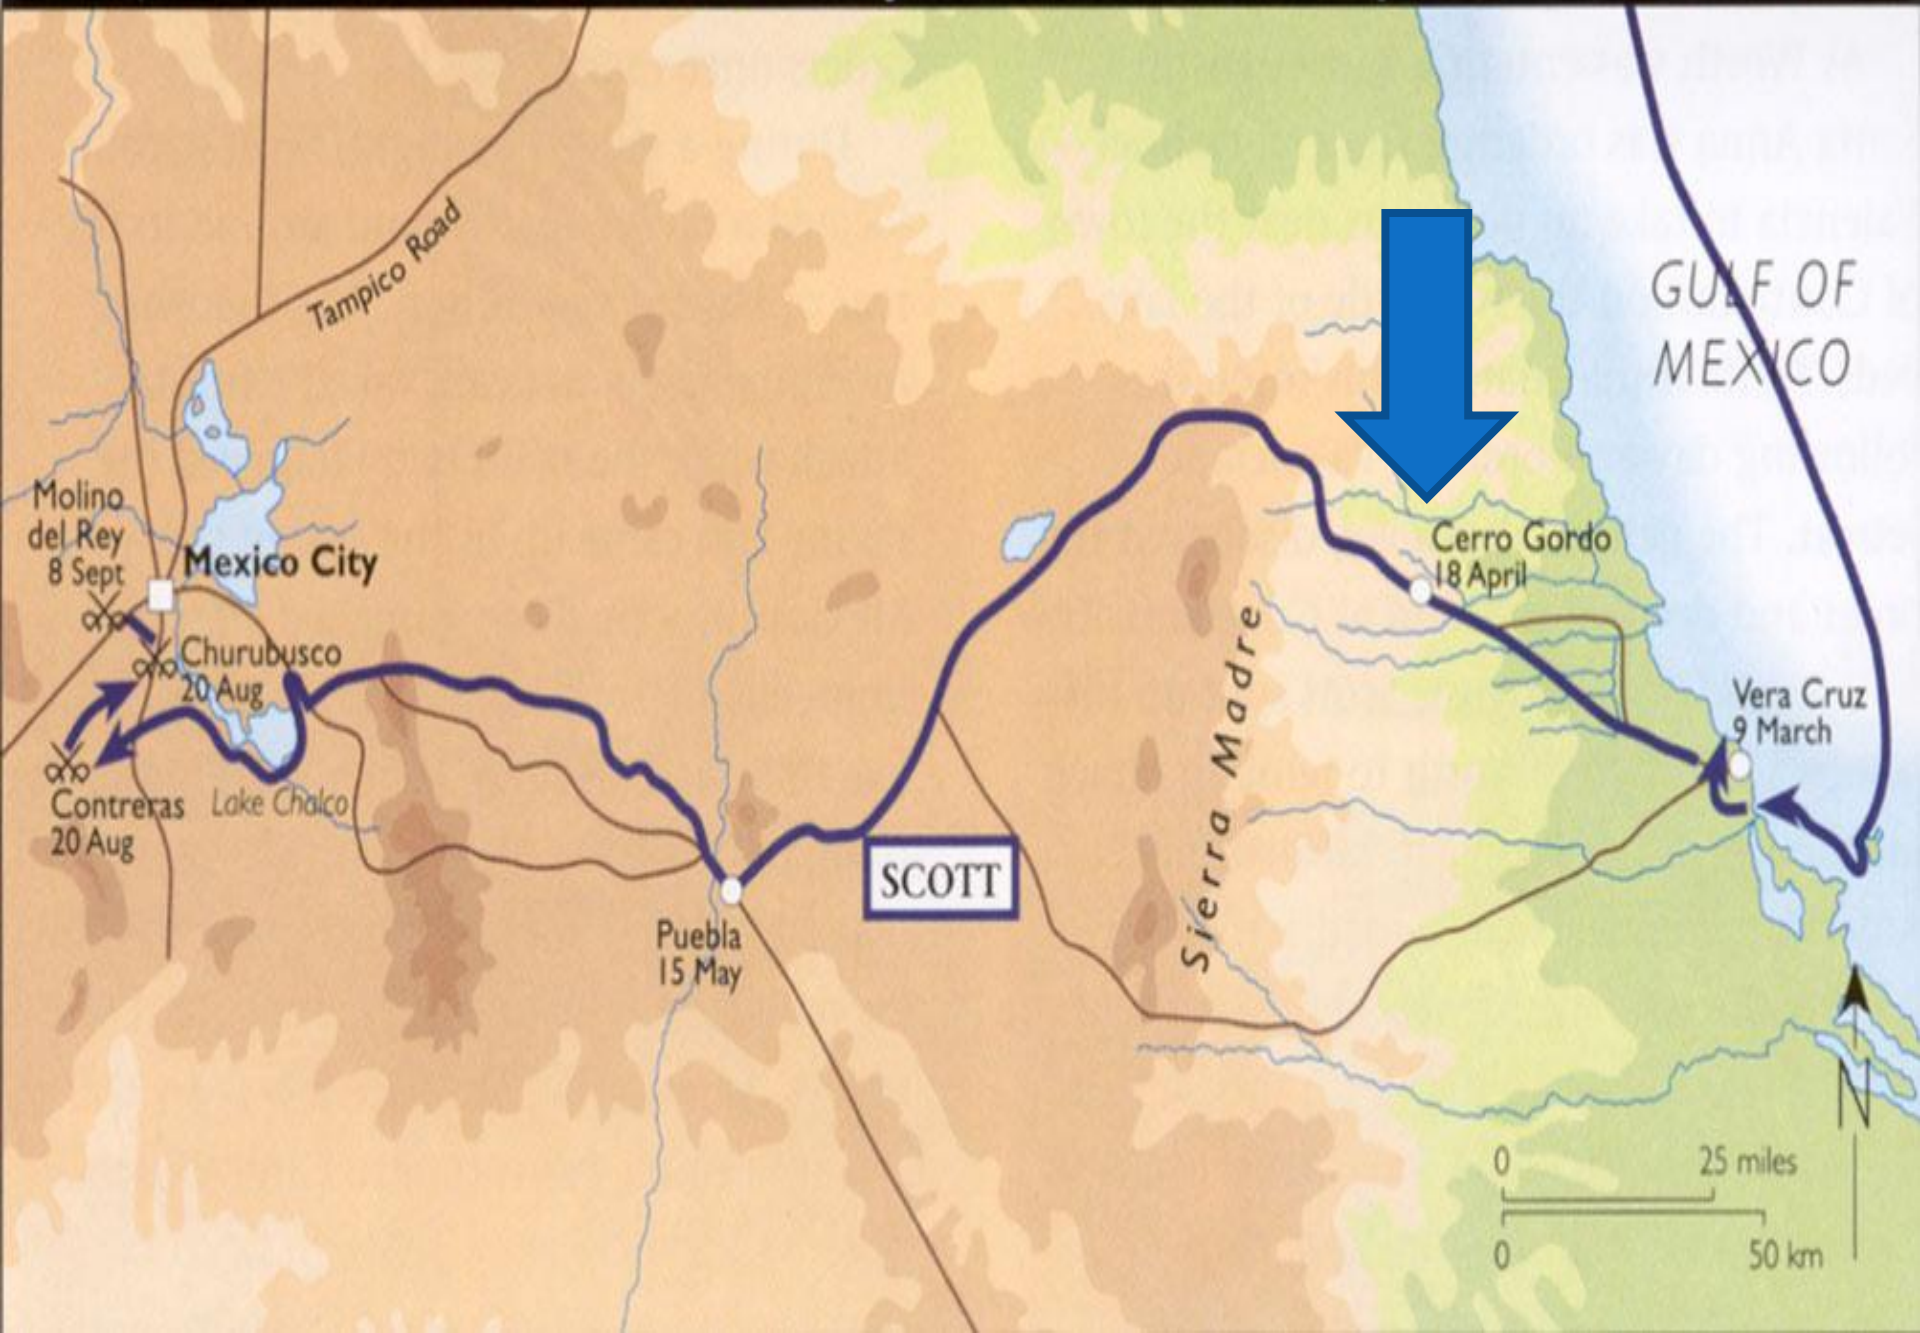 Tampico Road
GULF OF
MEXICO
Molino
del Rey
8 Sept
Mexico City
Cerro Gordo
18 April
Churubusco
20 Aug
Sierra Madre
Vera Cruz
9 March
Contreras
20 Aug
Lake Chalco
SCOTT
Puebla
15 May
N
0
25 miles
0
50 km